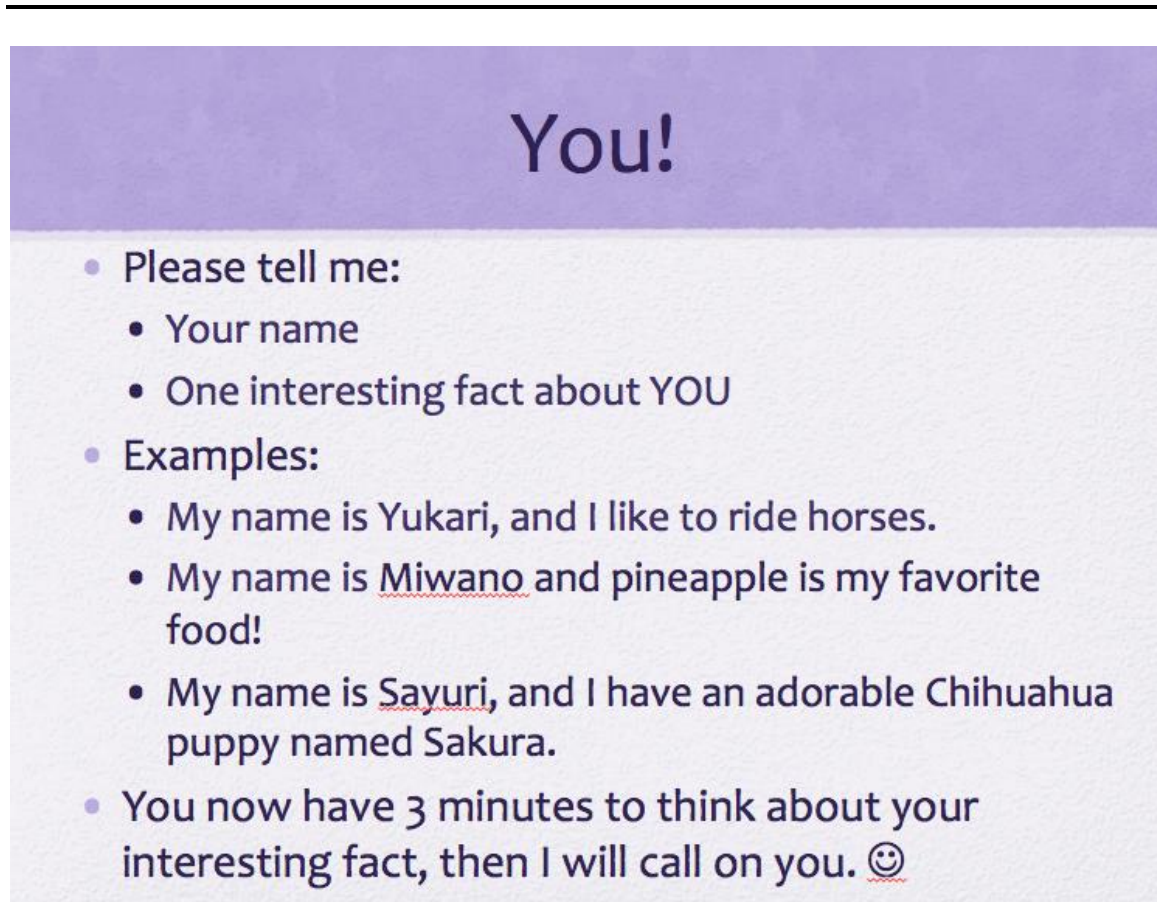 You!
• Please tell me:
• Your name
• One interesting fact about YOU
• Examples:
• My name is Yukari, and I like to ride horses.
• My name is Miwano and pineapple is my favorite
food!
• My name is Sayuri, and I have an adorable Chihuahua
puppy named Sakura.
• You now have 3 minutes to think about your
interesting fact, then I will call on you. ☺